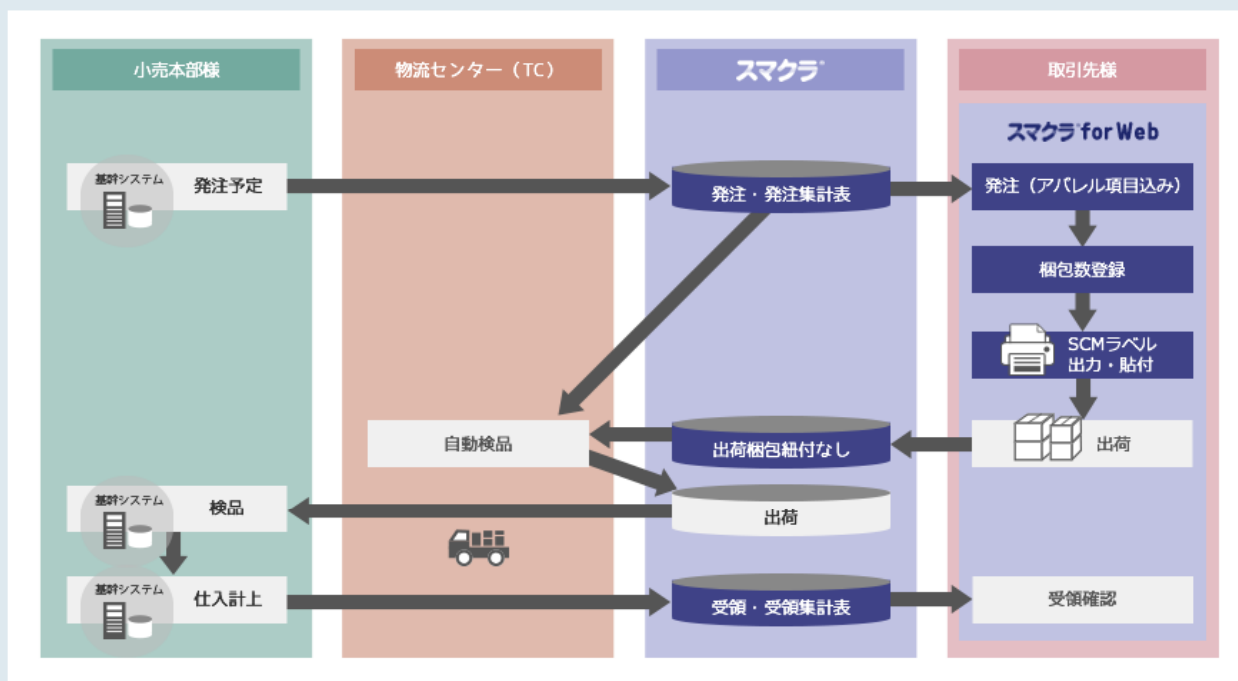 小売本部様
物流センター（TC）
スマクラ
取引先様
スマクラ for Web
基幹システム
発注予定
発注・発注集計表
発注（アパレル項目込み）
梱包数登録
SCMラベル
出力・貼付
自動検品
出荷梱包紐付なし
出荷
基幹システム
検品
出荷
基幹システム
仕入計上
受領・受領集計表
受領確認